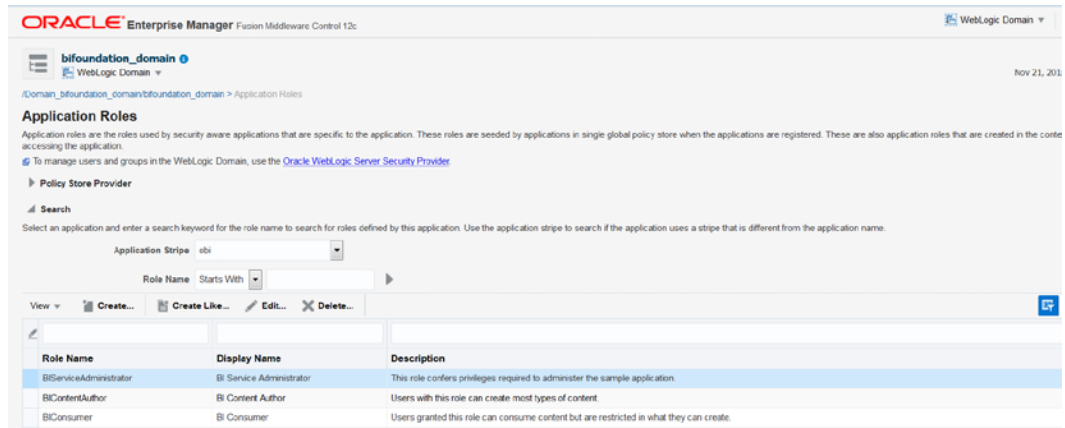 ORACLE Enterprise Manager Fusion Middleware Control 12c
WebLogic Domain
bifoundation_domain
WebLogic Domain
Nov 21, 201
/Domain_bifoundation_domain/bifoundation_domain > Application Roles
Application Roles
Application roles are the roles used by security aware applications that are specific to the application. These roles are seeded by applications in single global policy store when the applications are registered. These are also application roles that are created in the conte
accessing the application.
To manage users and groups in the WebLogic Domain, use the Oracle WebLogic Server Security Provider.
Policy Store Provider
Search
Select an application and enter a search keyword for the role name to search for roles defined by this application. Use the application stripe to search if the application uses a stripe that is different from the application name.
Application Stripe obi
Role Name Starts With
View Create... Create Like... Edit... Delete...
Role Name Display Name Description
BIServiceAdministrator BI Service Administrator This role confers privileges required to administer the sample application.
BIContentAuthor BI Content Author Users with this role can create most types of content.
BIConsumer BI Consumer Users granted this role can consume content but are restricted in what they can create.